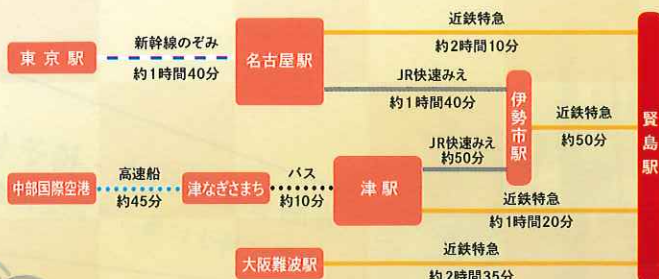 近鉄特急
約2時間10分
新幹線のぞみ
東京駅
約1時間40分
名古屋駅
JR快速みえ
約1時間40分
伊勢市駅
近鉄特急
約50分
賢島駅
JR快速みえ
約50分
中部国際空港
高速船
約45分
津なぎさまち
バス
約10分
津駅
近鉄特急
約1時間20分
大阪難波駅
近鉄特急
約2時間35分